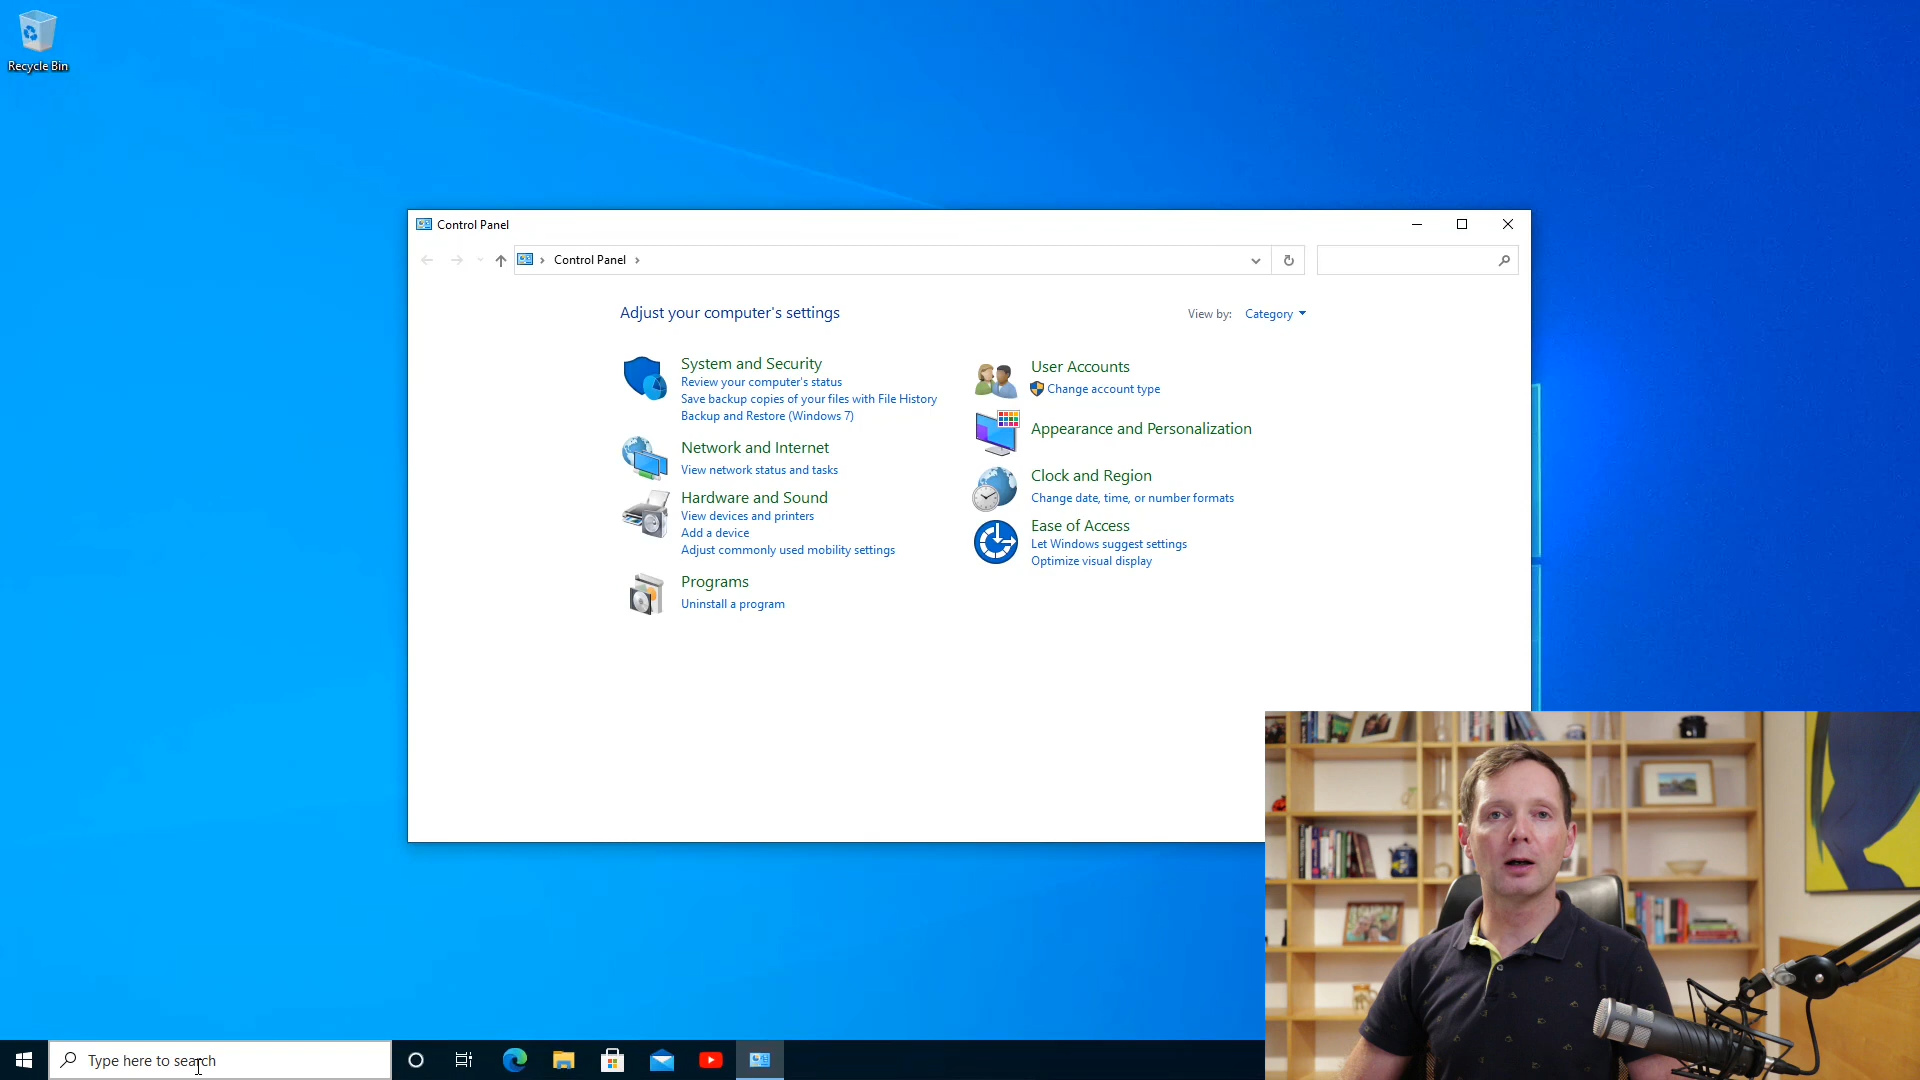 Recycle Bin
Control Panel
Control Panel
Adjust your computer's settings
View by: Category
System and Security
Review your computer's status
Save backup copies of your files with File History
Backup and Restore (Windows 7)
Network and Internet
View network status and tasks
Hardware and Sound
View devices and printers
Add a device
Adjust commonly used mobility settings
Programs
Uninstall a program
User Accounts
Change account type
Appearance and Personalization
Clock and Region
Change date, time, or number formats
Ease of Access
Let Windows suggest settings
Optimize visual display
Type here to search